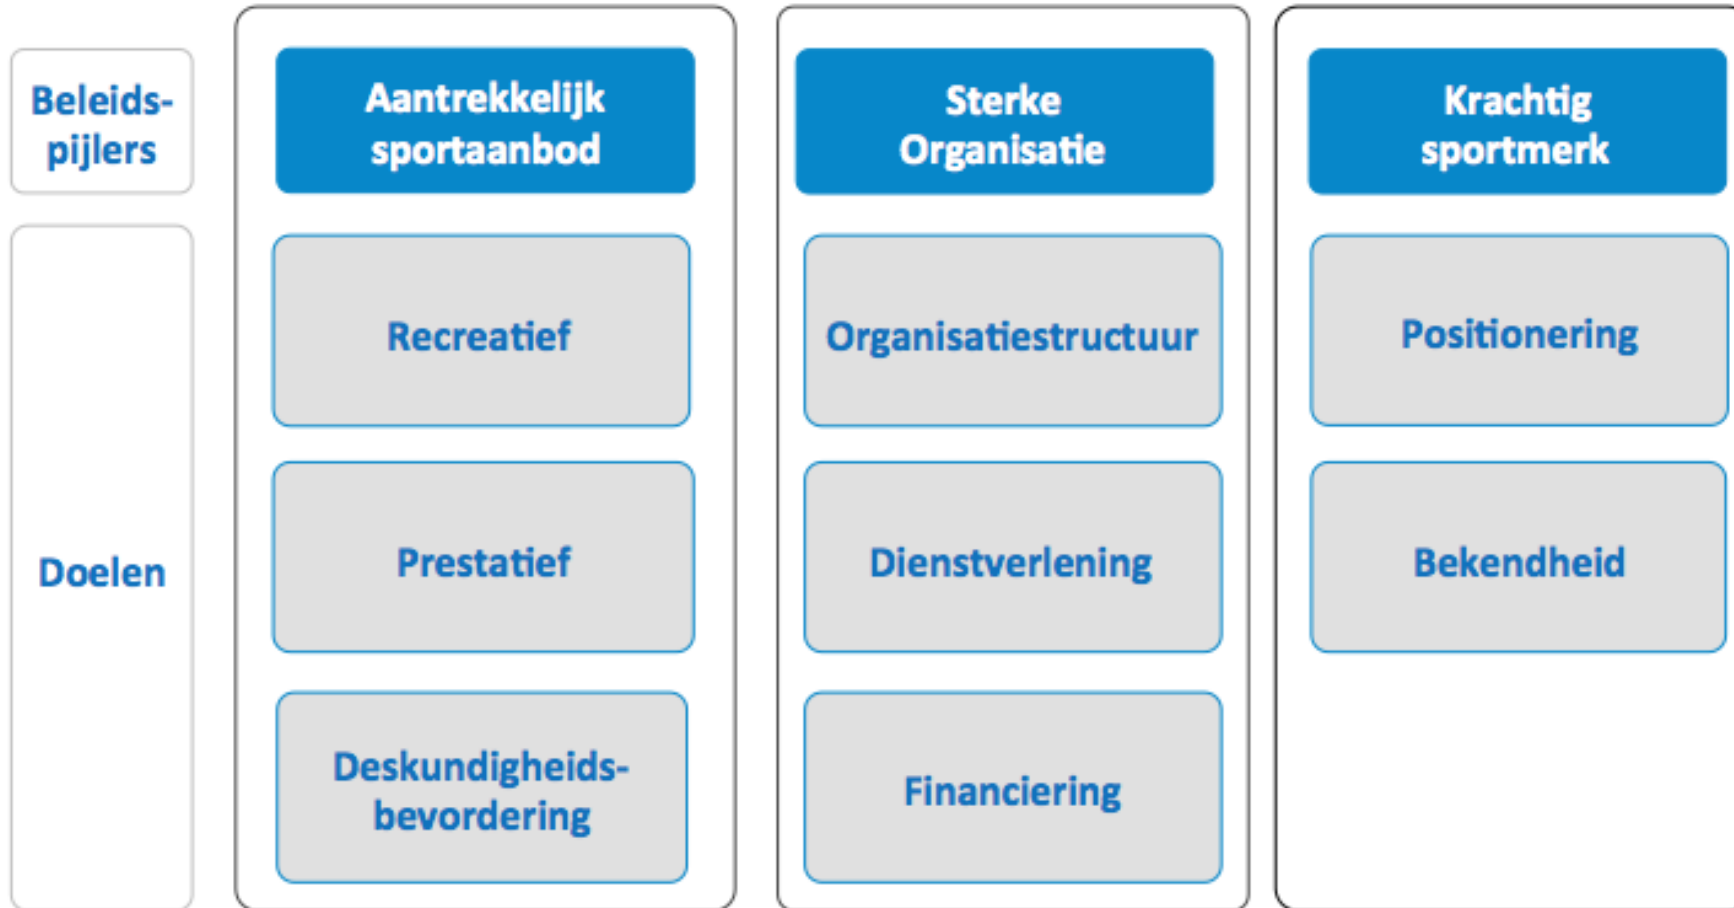 Beleids-
pijlers
Aantrekkelijk
sportaanbod
Sterke
Organisatie
Krachtig
sportmerk
Doelen
Recreatief
Organisatiestructuur
Positionering
Prestatief
Dienstverlening
Bekendheid
Deskundigheids-
bevordering
Financiering